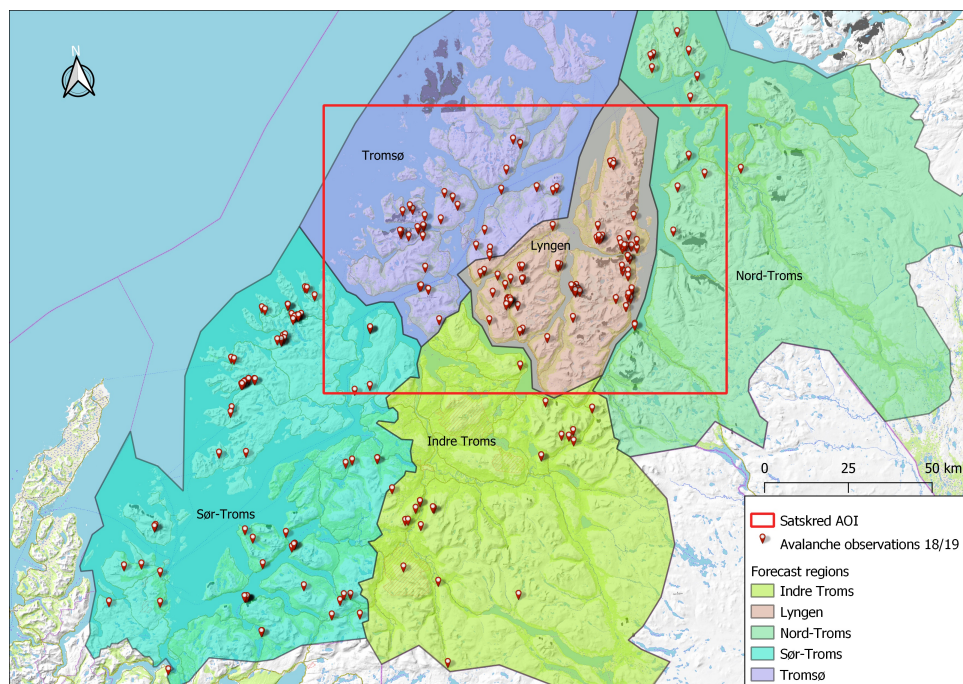 N
Tromsø
Lyngen
Nord-Troms
Indre Troms
Sør-Troms
0 25 50 km
Satskred AOI
Avalanche observations 18/19
Forecast regions
Indre Troms
Lyngen
Nord-Troms
Sør-Troms
Tromsø